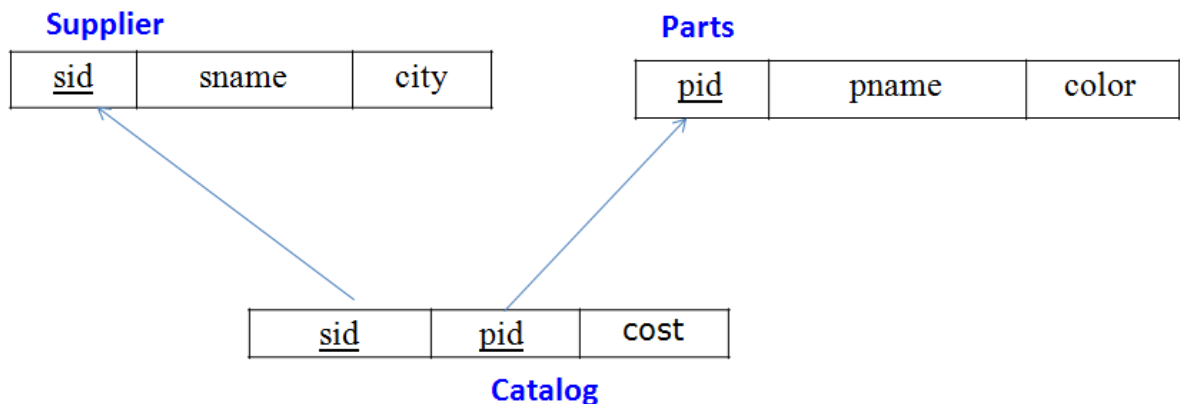 Supplier
Parts
sid sname city
pid pname color
sid pid cost
Catalog